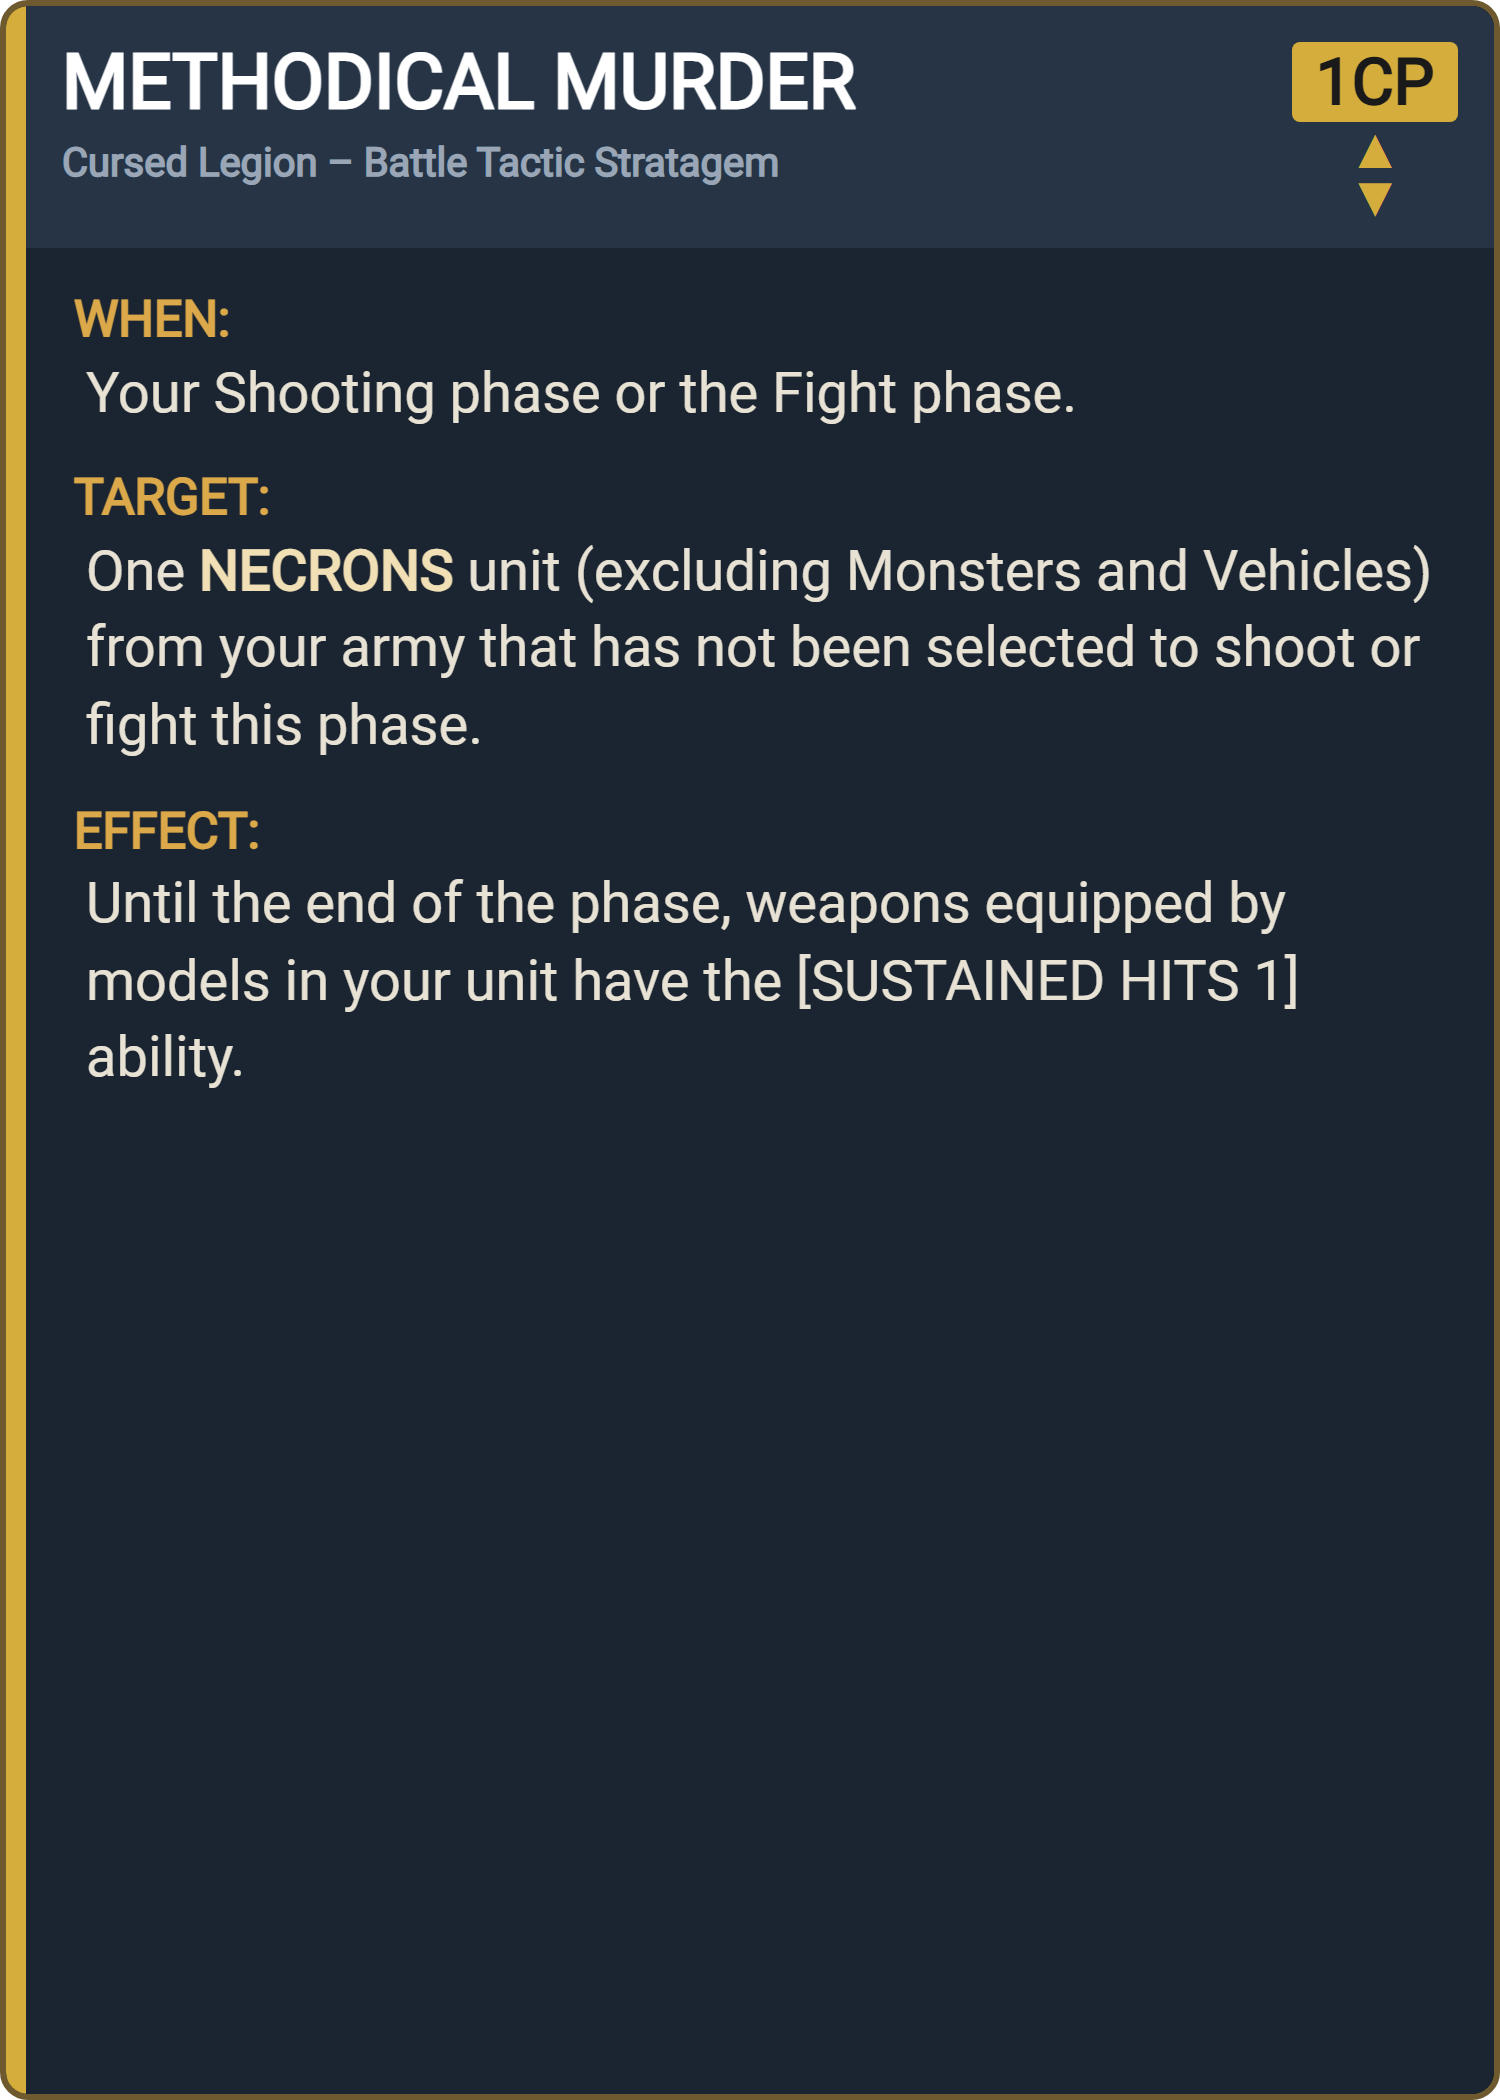 METHODICAL MURDER
1CP
Cursed Legion – Battle Tactic Stratagem
▲
▼
WHEN:
Your Shooting phase or the Fight phase.
TARGET:
One NECRONS unit (excluding Monsters and Vehicles)
from your army that has not been selected to shoot or
fight this phase.
EFFECT:
Until the end of the phase, weapons equipped by
models in your unit have the [SUSTAINED HITS 1]
ability.